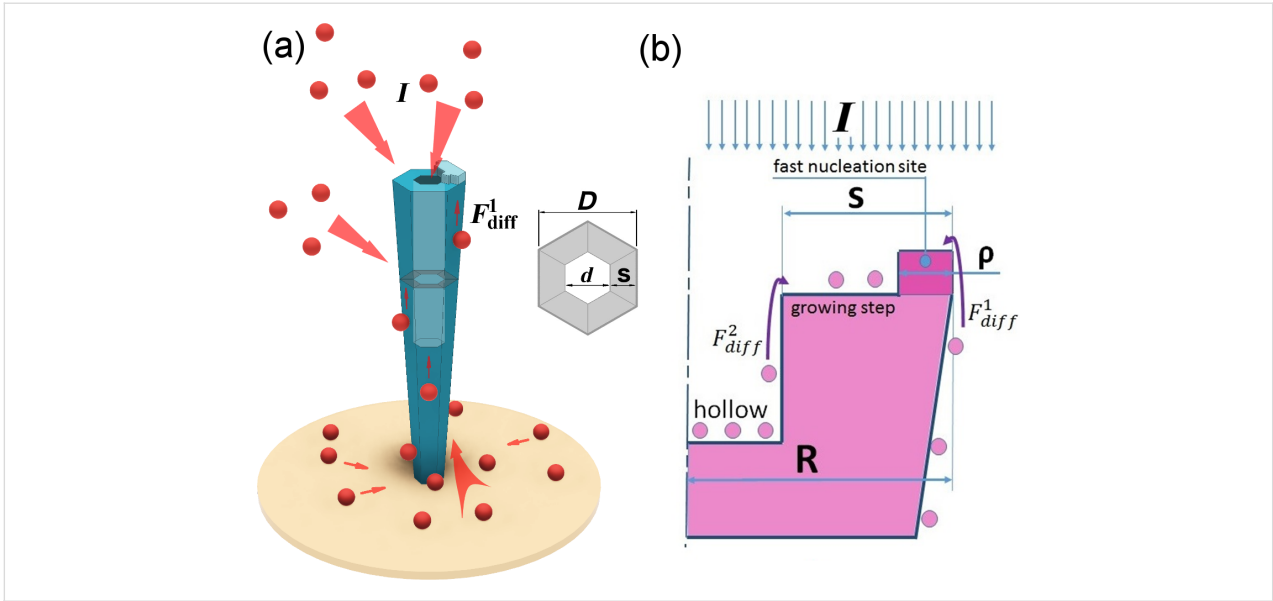 (a)
I
F¹diff
D
d
s
(b)
I
fast nucleation site
S
ρ
growing step
F¹diff
F²diff
hollow
R